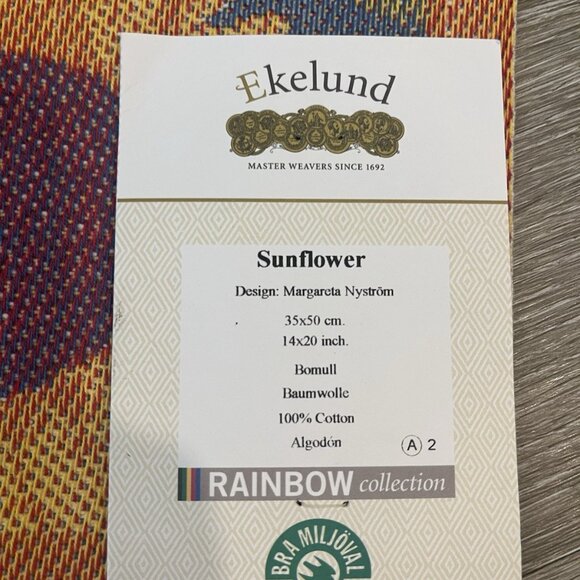 Ekelund
MASTER WEAVERS SINCE 1692
Sunflower
Design: Margareta Nyström
35x50 cm.
14x20 inch.
Bomull
Baumwolle
100% Cotton
Algodón
A 2
RAINBOW collection
BRA MILJÖVAL